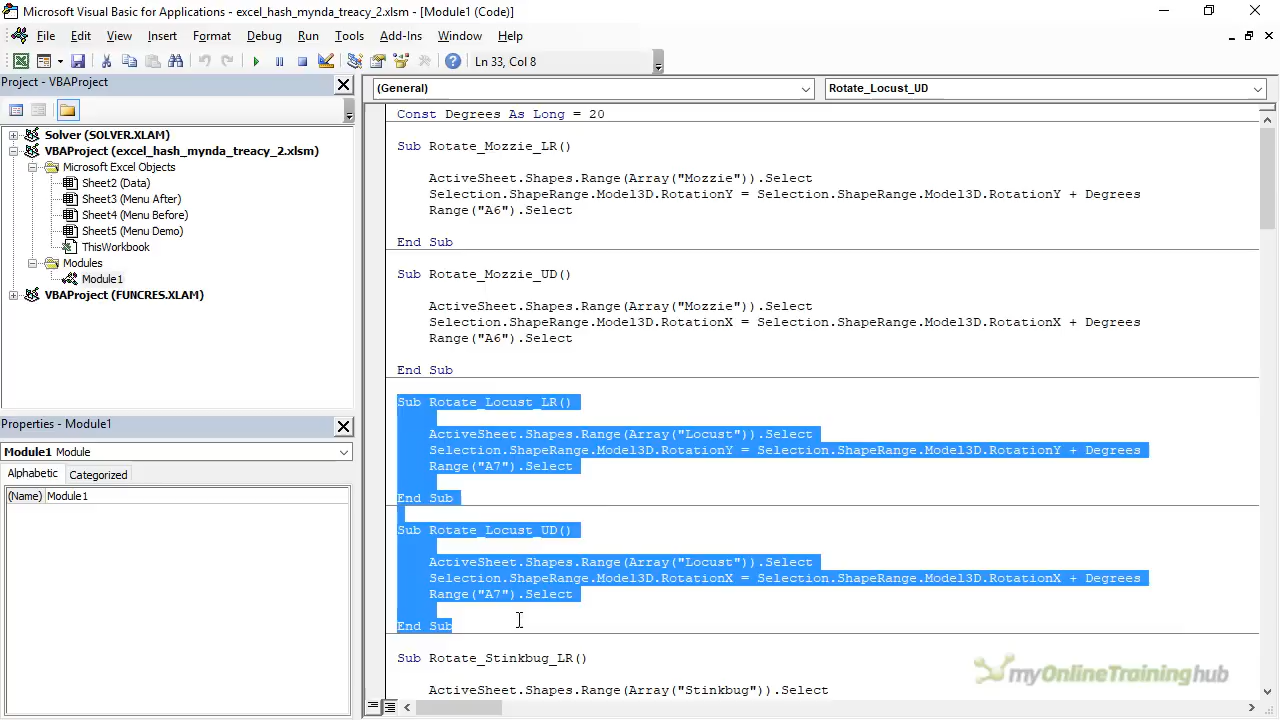 Microsoft Visual Basic for Applications - excel_hash_mynda_treacy_2.xlsm - [Module1 (Code)]
File Edit View Insert Format Debug Run Tools Add-Ins Window Help
Ln 33, Col 8
Project - VBAProject
Solver (SOLVER.XLAM)
VBAProject (excel_hash_mynda_treacy_2.xlsm)
Microsoft Excel Objects
Sheet2 (Data)
Sheet3 (Menu After)
Sheet4 (Menu Before)
Sheet5 (Menu Demo)
ThisWorkbook
Modules
Module1
VBAProject (FUNCRES.XLAM)
Properties - Module1
Module1 Module
Alphabetic Categorized
(Name) Module1
(General) Rotate_Locust_UD
Const Degrees As Long = 20
Sub Rotate_Mozzie_LR()
ActiveSheet.Shapes.Range(Array("Mozzie")).Select
Selection.ShapeRange.Model3D.RotationY = Selection.ShapeRange.Model3D.RotationY + Degrees
Range("A6").Select
End Sub
Sub Rotate_Mozzie_UD()
ActiveSheet.Shapes.Range(Array("Mozzie")).Select
Selection.ShapeRange.Model3D.RotationX = Selection.ShapeRange.Model3D.RotationX + Degrees
Range("A6").Select
End Sub
Sub Rotate_Locust_LR()
ActiveSheet.Shapes.Range(Array("Locust")).Select
Selection.ShapeRange.Model3D.RotationY = Selection.ShapeRange.Model3D.RotationY + Degrees
Range("A7").Select
End Sub
Sub Rotate_Locust_UD()
ActiveSheet.Shapes.Range(Array("Locust")).Select
Selection.ShapeRange.Model3D.RotationX = Selection.ShapeRange.Model3D.RotationX + Degrees
Range("A7").Select
End Sub
Sub Rotate_Stinkbug_LR()
ActiveSheet.Shapes.Range(Array("Stinkbug")).Select
myOnlineTraininghub